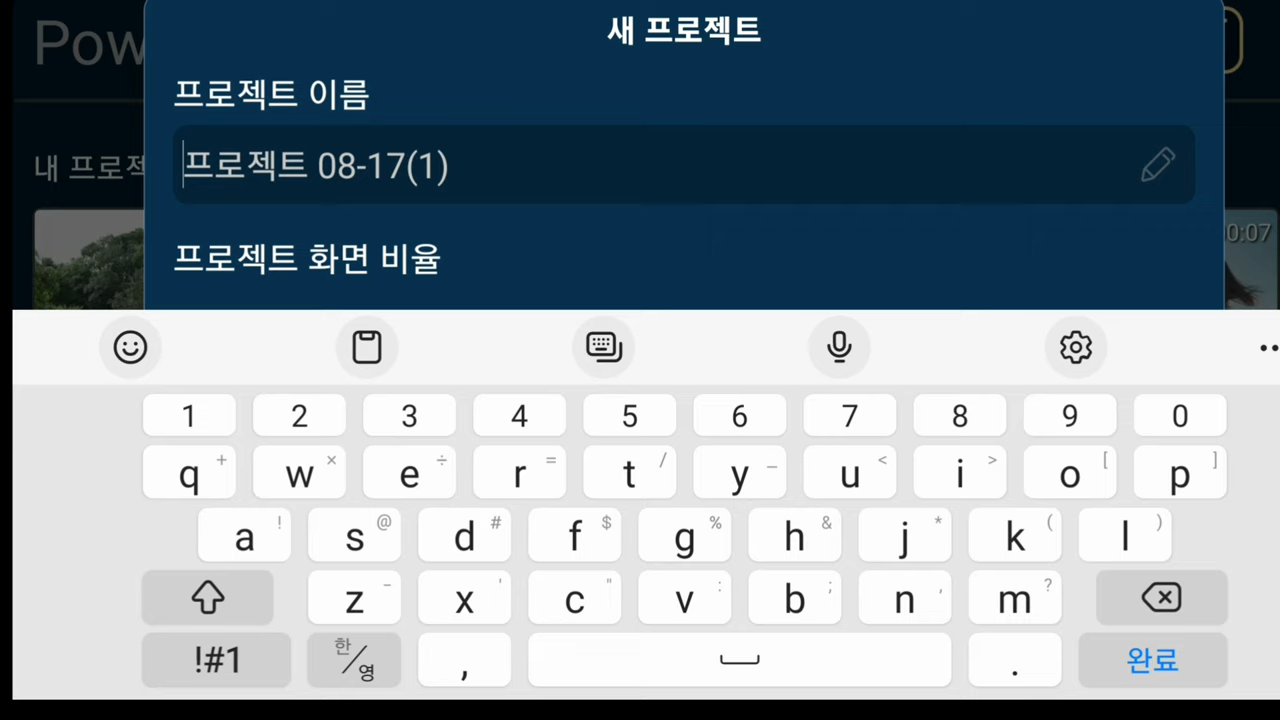 Pow
새 프로젝트
프로젝트 이름
프로젝트 08-17(1)
내 프로젝
프로젝트 화면 비율
0:07
1 2 3 4 5 6 7 8 9 0
q + w × e ÷ r = t / y _ u < i > o [ p ]
a ! s @ d # f $ g % h & j * k ( l )
z - x ' c " v : b ; n , m ?
!#1 한/영 , . 완료